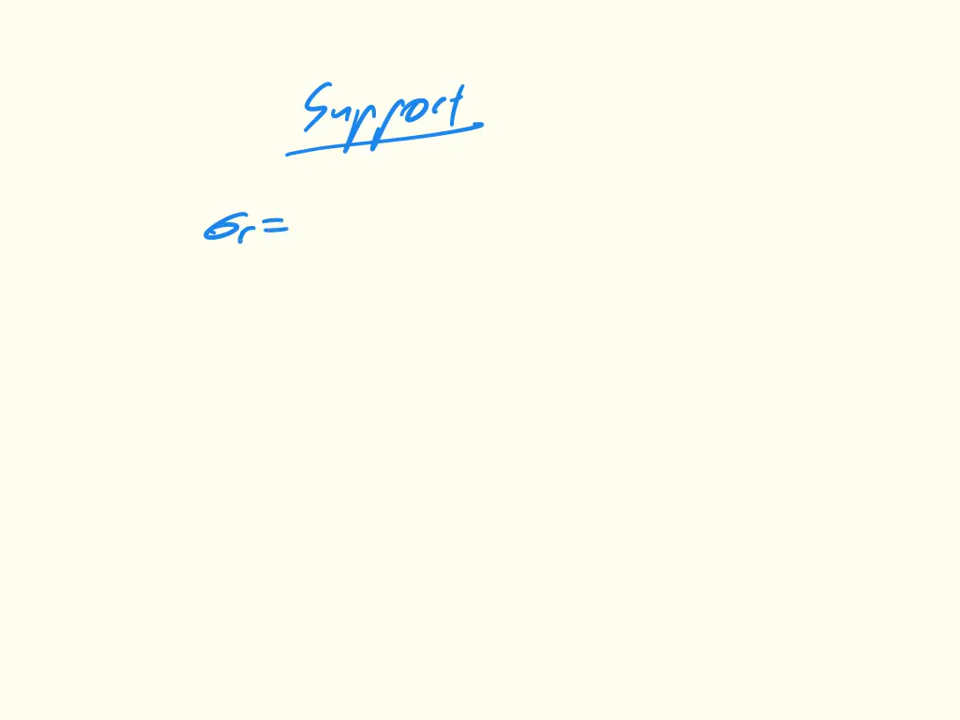 Support
σr =